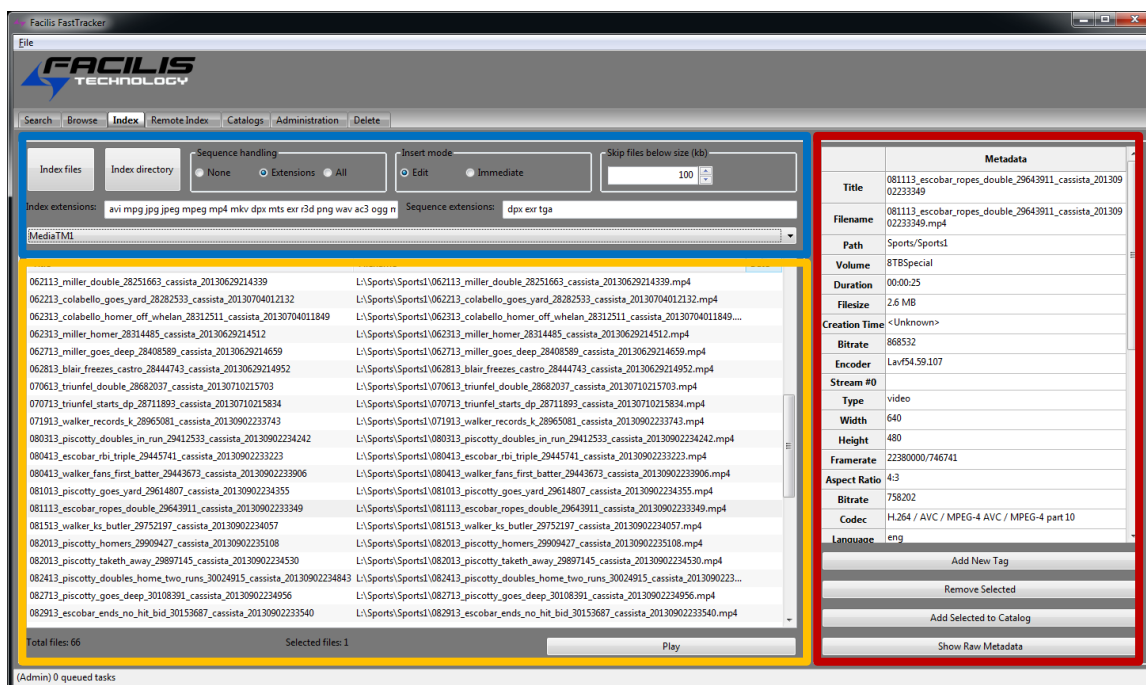 Facilis FastTracker
File
FACILIS
TECHNOLOGY
Search Browse Index Remote Index Catalogs Administration Delete
Index files
Index directory
Sequence handling
None Extensions All
Insert mode
Edit Immediate
Skip files below size (kb)
100
Index extensions: avi mpg jpg jpeg mpeg mp4 mkv dpx mts exr r3d png wav ac3 ogg
Sequence extensions: dpx exr tga
MediaTM1
062113_miller_double_28251663_cassista_20130629214339 L:\Sports\Sports1\062113_miller_double_28251663_cassista_20130629214339.mp4
062213_colabello_goes_yard_28282533_cassista_20130704012132 L:\Sports\Sports1\062213_colabello_goes_yard_28282533_cassista_20130704012132.mp4
062313_colabello_homer_off_whelan_28312511_cassista_20130704011849 L:\Sports\Sports1\062313_colabello_homer_off_whelan_28312511_cassista_20130704011849....
062313_miller_homer_28314485_cassista_20130629214512 L:\Sports\Sports1\062313_miller_homer_28314485_cassista_20130629214512.mp4
062713_miller_goes_deep_28408589_cassista_20130629214659 L:\Sports\Sports1\062713_miller_goes_deep_28408589_cassista_20130629214659.mp4
062813_blair_freezes_castro_28444743_cassista_20130629214952 L:\Sports\Sports1\062813_blair_freezes_castro_28444743_cassista_20130629214952.mp4
070613_triunfel_double_28682037_cassista_20130710215703 L:\Sports\Sports1\070613_triunfel_double_28682037_cassista_20130710215703.mp4
070713_triunfel_starts_dp_28711893_cassista_20130710215834 L:\Sports\Sports1\070713_triunfel_starts_dp_28711893_cassista_20130710215834.mp4
071913_walker_records_k_28965081_cassista_20130902233743 L:\Sports\Sports1\071913_walker_records_k_28965081_cassista_20130902233743.mp4
080313_piscotty_doubles_in_run_29412533_cassista_20130902234242 L:\Sports\Sports1\080313_piscotty_doubles_in_run_29412533_cassista_20130902234242.mp4
080413_escobar_rbi_triple_29445741_cassista_20130902233223 L:\Sports\Sports1\080413_escobar_rbi_triple_29445741_cassista_20130902233223.mp4
080413_walker_fans_first_batter_29443673_cassista_20130902233906 L:\Sports\Sports1\080413_walker_fans_first_batter_29443673_cassista_20130902233906.mp4
081013_piscotty_goes_yard_29614807_cassista_20130902234355 L:\Sports\Sports1\081013_piscotty_goes_yard_29614807_cassista_20130902234355.mp4
081113_escobar_ropes_double_29643911_cassista_20130902233349 L:\Sports\Sports1\081113_escobar_ropes_double_29643911_cassista_20130902233349.mp4
081513_walker_ks_butler_29752197_cassista_20130902234057 L:\Sports\Sports1\081513_walker_ks_butler_29752197_cassista_20130902234057.mp4
082013_piscotty_homers_29909427_cassista_20130902235108 L:\Sports\Sports1\082013_piscotty_homers_29909427_cassista_20130902235108.mp4
082013_piscotty_taketh_away_29897145_cassista_20130902234530 L:\Sports\Sports1\082013_piscotty_taketh_away_29897145_cassista_20130902234530.mp4
082413_piscotty_doubles_home_two_runs_30024915_cassista_20130902234843 L:\Sports\Sports1\082413_piscotty_doubles_home_two_runs_30024915_cassista_2013090223...
082713_piscotty_goes_deep_30108391_cassista_20130902234956 L:\Sports\Sports1\082713_piscotty_goes_deep_30108391_cassista_20130902234956.mp4
082913_escobar_ends_no_hit_bid_30153687_cassista_20130902233540 L:\Sports\Sports1\082913_escobar_ends_no_hit_bid_30153687_cassista_20130902233540.mp4
Total files: 66 Selected files: 1 Play
Metadata
Title 081113_escobar_ropes_double_29643911_cassista_201309
02233349
Filename 081113_escobar_ropes_double_29643911_cassista_201309
02233349.mp4
Path Sports/Sports1
Volume 8TBSpecial
Duration 00:00:25
Filesize 2.6 MB
Creation Time <Unknown>
Bitrate 868532
Encoder Lavf54.59.107
Stream #0
Type video
Width 640
Height 480
Framerate 22380000/746741
Aspect Ratio 4:3
Bitrate 758202
Codec H.264 / AVC / MPEG-4 AVC / MPEG-4 part 10
Language eng
Add New Tag
Remove Selected
Add Selected to Catalog
Show Raw Metadata
(Admin) 0 queued tasks